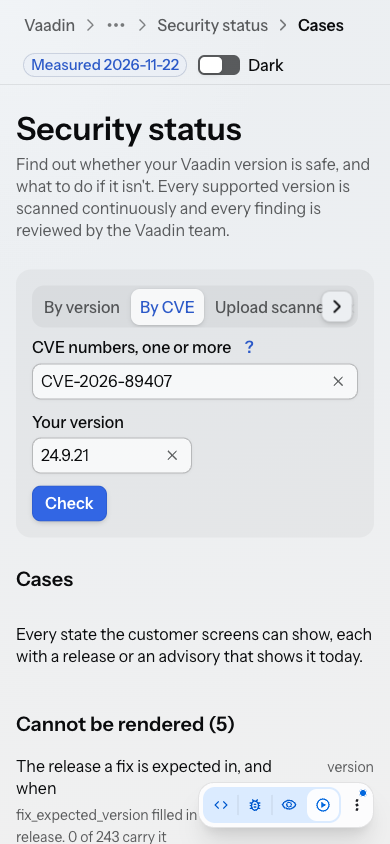 Vaadin > ••• > Security status > Cases
Measured 2026-11-22 Dark
Security status
Find out whether your Vaadin version is safe, and
what to do if it isn't. Every supported version is
scanned continuously and every finding is
reviewed by the Vaadin team.
By version By CVE Upload scanne
CVE numbers, one or more ?
CVE-2026-89407
Your version
24.9.21
Check
Cases
Every state the customer screens can show, each
with a release or an advisory that shows it today.
Cannot be rendered (5)
The release a fix is expected in, and version
when
fix_expected_version filled in
release. 0 of 243 carry it